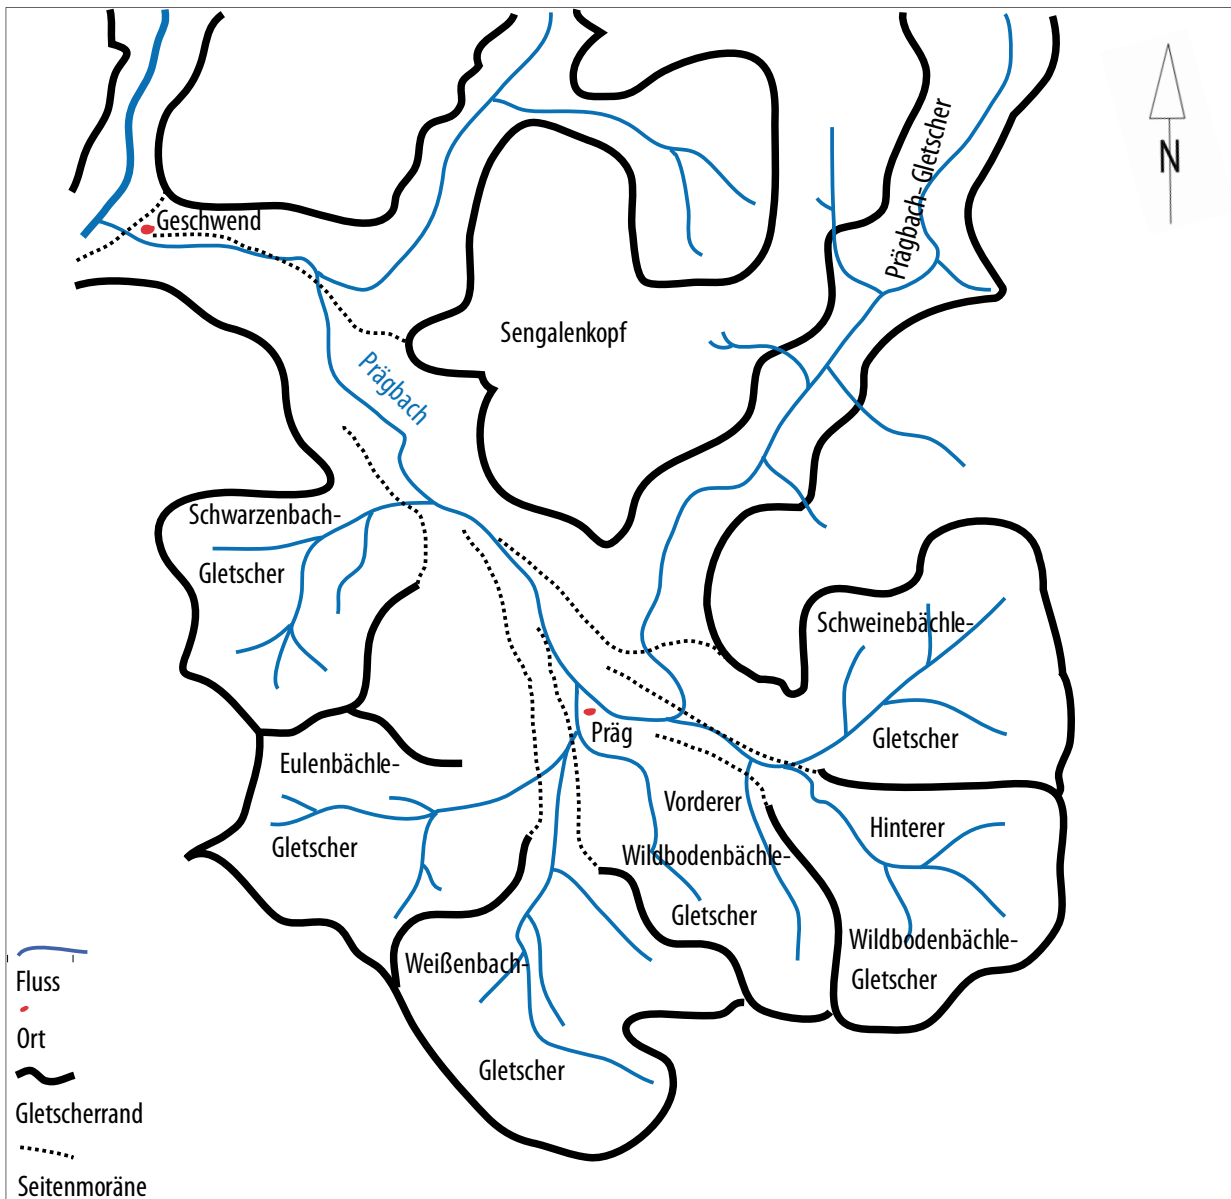 Geschwend
Prägbach-Gletscher
N
Sengalenkopf
Prägbach
Schwarzenbach-
Gletscher
Schweinebächle-
Gletscher
Präg
Eulenbächle-
Gletscher
Vorderer
Wildbodenbächle-
Gletscher
Hinterer
Wildbodenbächle-
Gletscher
Weißenbach-
Gletscher
Fluss
Ort
Gletscherrand
Seitenmoräne